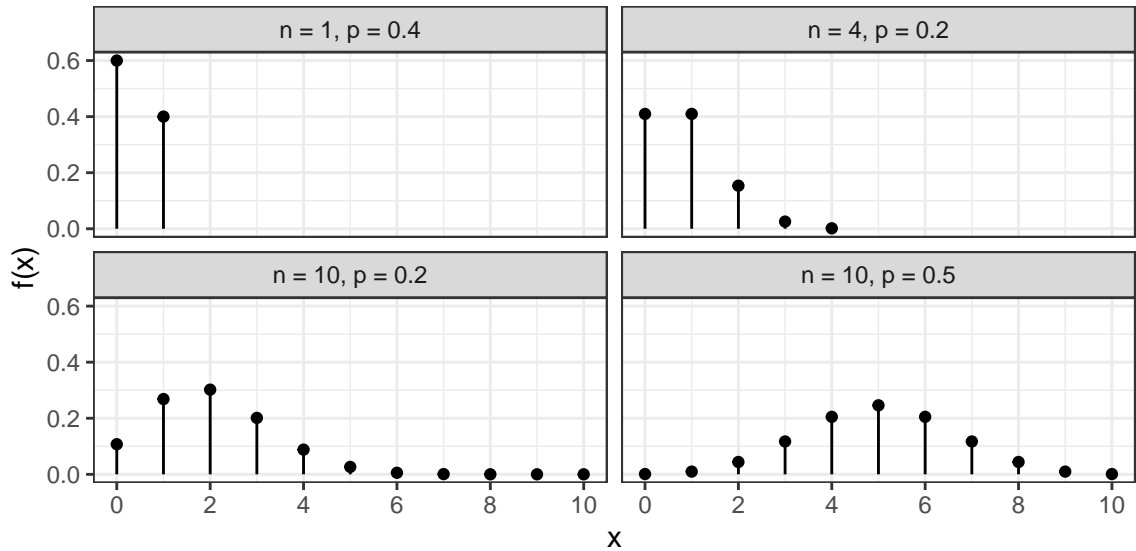 n = 1, p = 0.4
n = 4, p = 0.2
0.6
0.4
0.2
0.0
f(x)
n = 10, p = 0.2
n = 10, p = 0.5
0.6
0.4
0.2
0.0
0 2 4 6 8 10
0 2 4 6 8 10
x